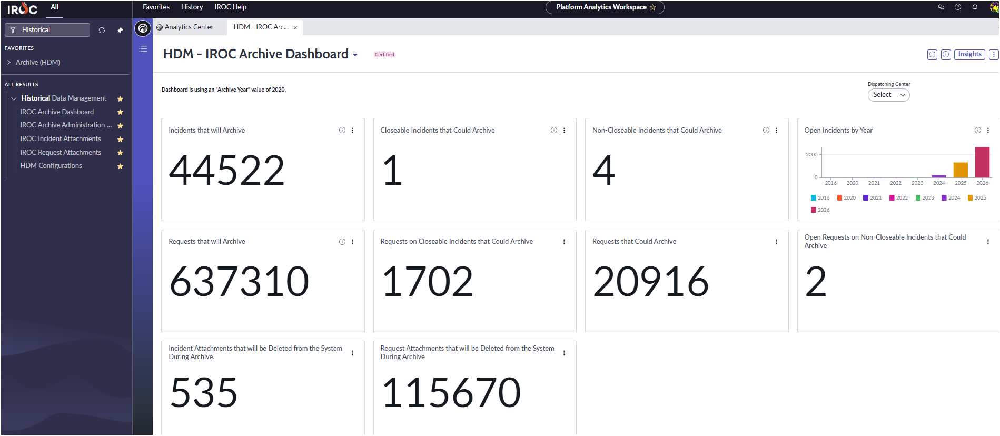 IROC
All
Favorites
History
IROC Help
Platform Analytics Workspace
Historical
FAVORITES
Archive (HDM)
ALL RESULTS
Historical Data Management
IROC Archive Dashboard
IROC Archive Administration ...
IROC Incident Attachments
IROC Request Attachments
HDM Configurations
Analytics Center
HDM - IROC Arc...
HDM - IROC Archive Dashboard
Certified
Insights
Dashboard is using an "Archive Year" value of 2020.
Dispatching Center
Select
Incidents that will Archive
44522
Closeable Incidents that Could Archive
1
Non-Closeable Incidents that Could Archive
4
Open Incidents by Year
2000
0
2016 2020 2021 2022 2023 2024 2025 2026
2016 2020 2021 2022 2023 2024 2025
2026
Requests that will Archive
637310
Requests on Closeable Incidents that Could Archive
1702
Requests that Could Archive
20916
Open Requests on Non-Closeable Incidents that Could
Archive
2
Incident Attachments that will be Deleted from the System
During Archive.
535
Request Attachments that will be Deleted from the System
During Archive
115670